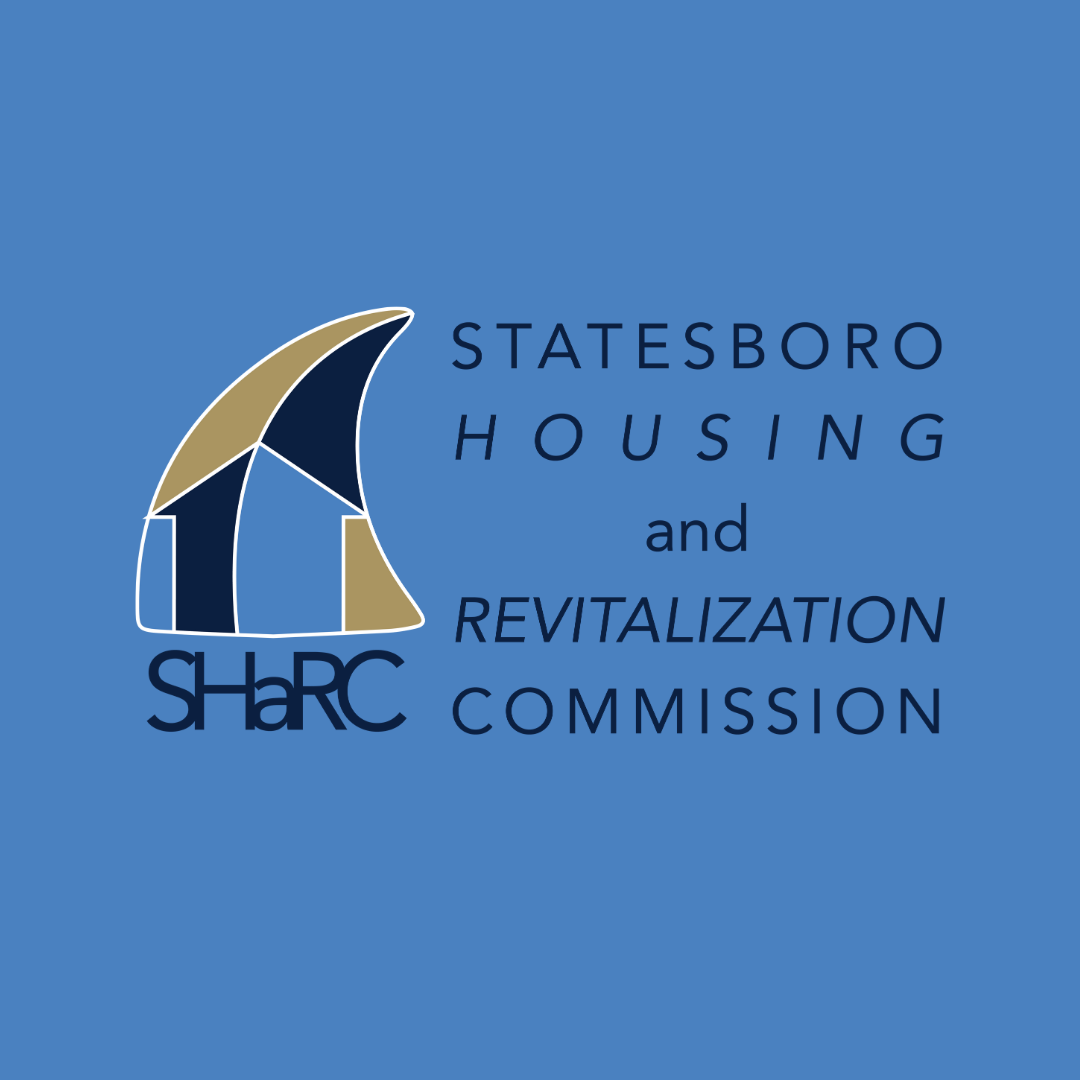 STATESBORO
HOUSING
and
REVITALIZATION
COMMISSION
SHaRC